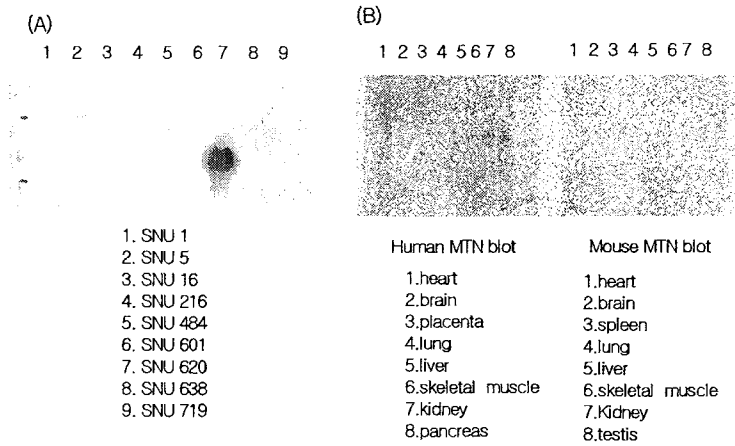 (A)
1 2 3 4 5 6 7 8 9
1. SNU 1
2. SNU 5
3. SNU 16
4. SNU 216
5. SNU 484
6. SNU 601
7. SNU 620
8. SNU 638
9. SNU 719
(B)
1 2 3 4 5 6 7 8
1 2 3 4 5 6 7 8
Human MTN blot
1.heart
2.brain
3.placenta
4.lung
5.liver
6.skeletal muscle
7.kidney
8.pancreas
Mouse MTN blot
1.heart
2.brain
3.spleen
4.lung
5.liver
6.skeletal muscle
7.Kidney
8.testis